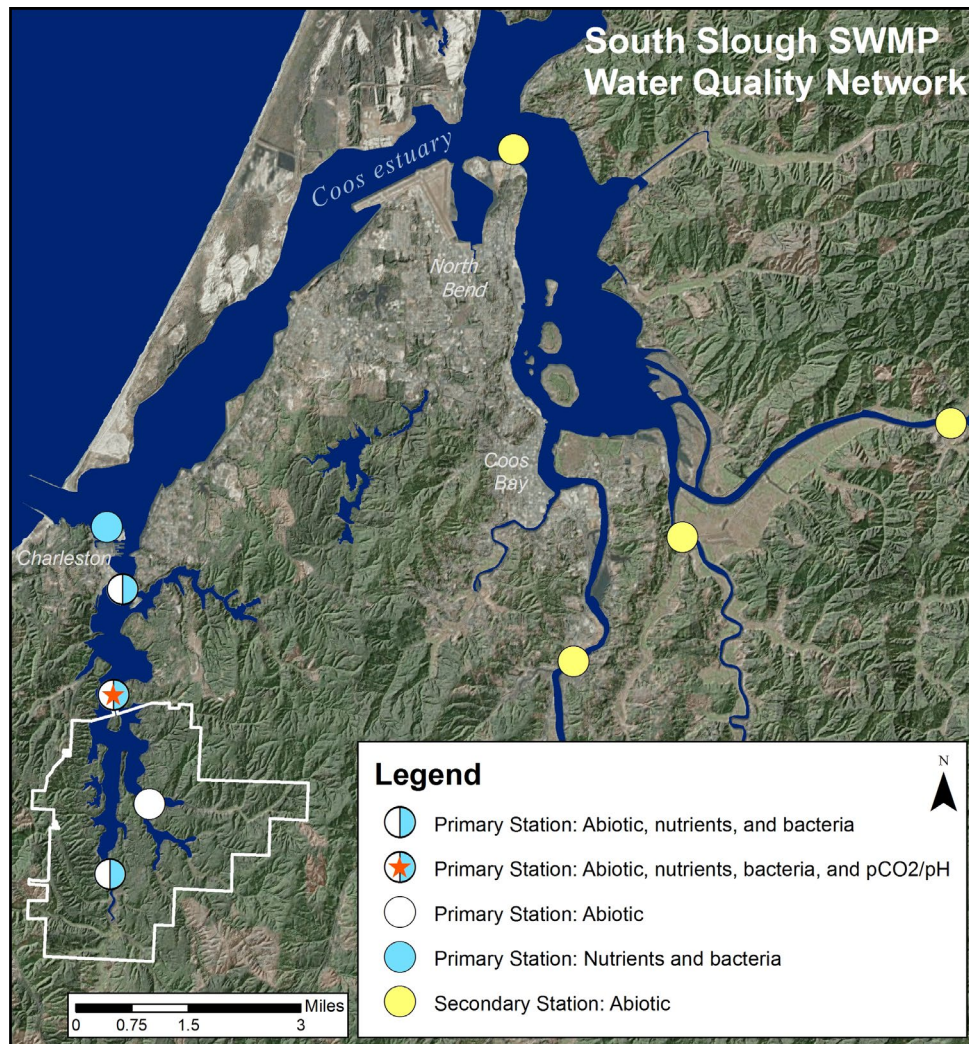 South Slough SWMP
Water Quality Network
Coos estuary
North
Bend
Coos
Bay
Charleston
Legend
N
Primary Station: Abiotic, nutrients, and bacteria
Primary Station: Abiotic, nutrients, bacteria, and pCO2/pH
Primary Station: Abiotic
Primary Station: Nutrients and bacteria
Secondary Station: Abiotic
Miles
0 0.75 1.5 3